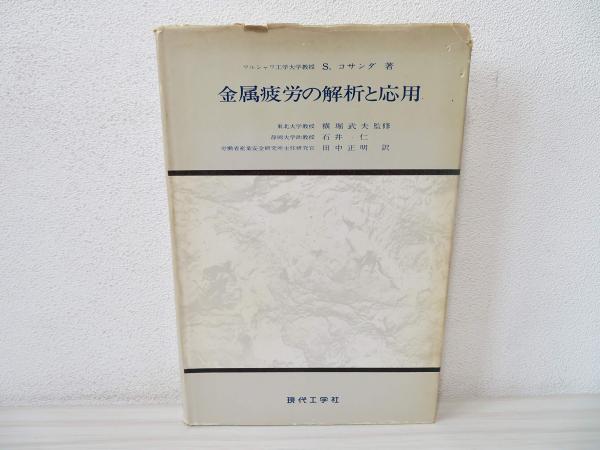 ワルシャワ工学大学教授 S. コサンダ 著
金属疲労の解析と応用
東北大学教授 横堀武夫監修
静岡大学助教授 石井 仁
労働省産業安全研究所主任研究官 田中正明 訳
現代工学社